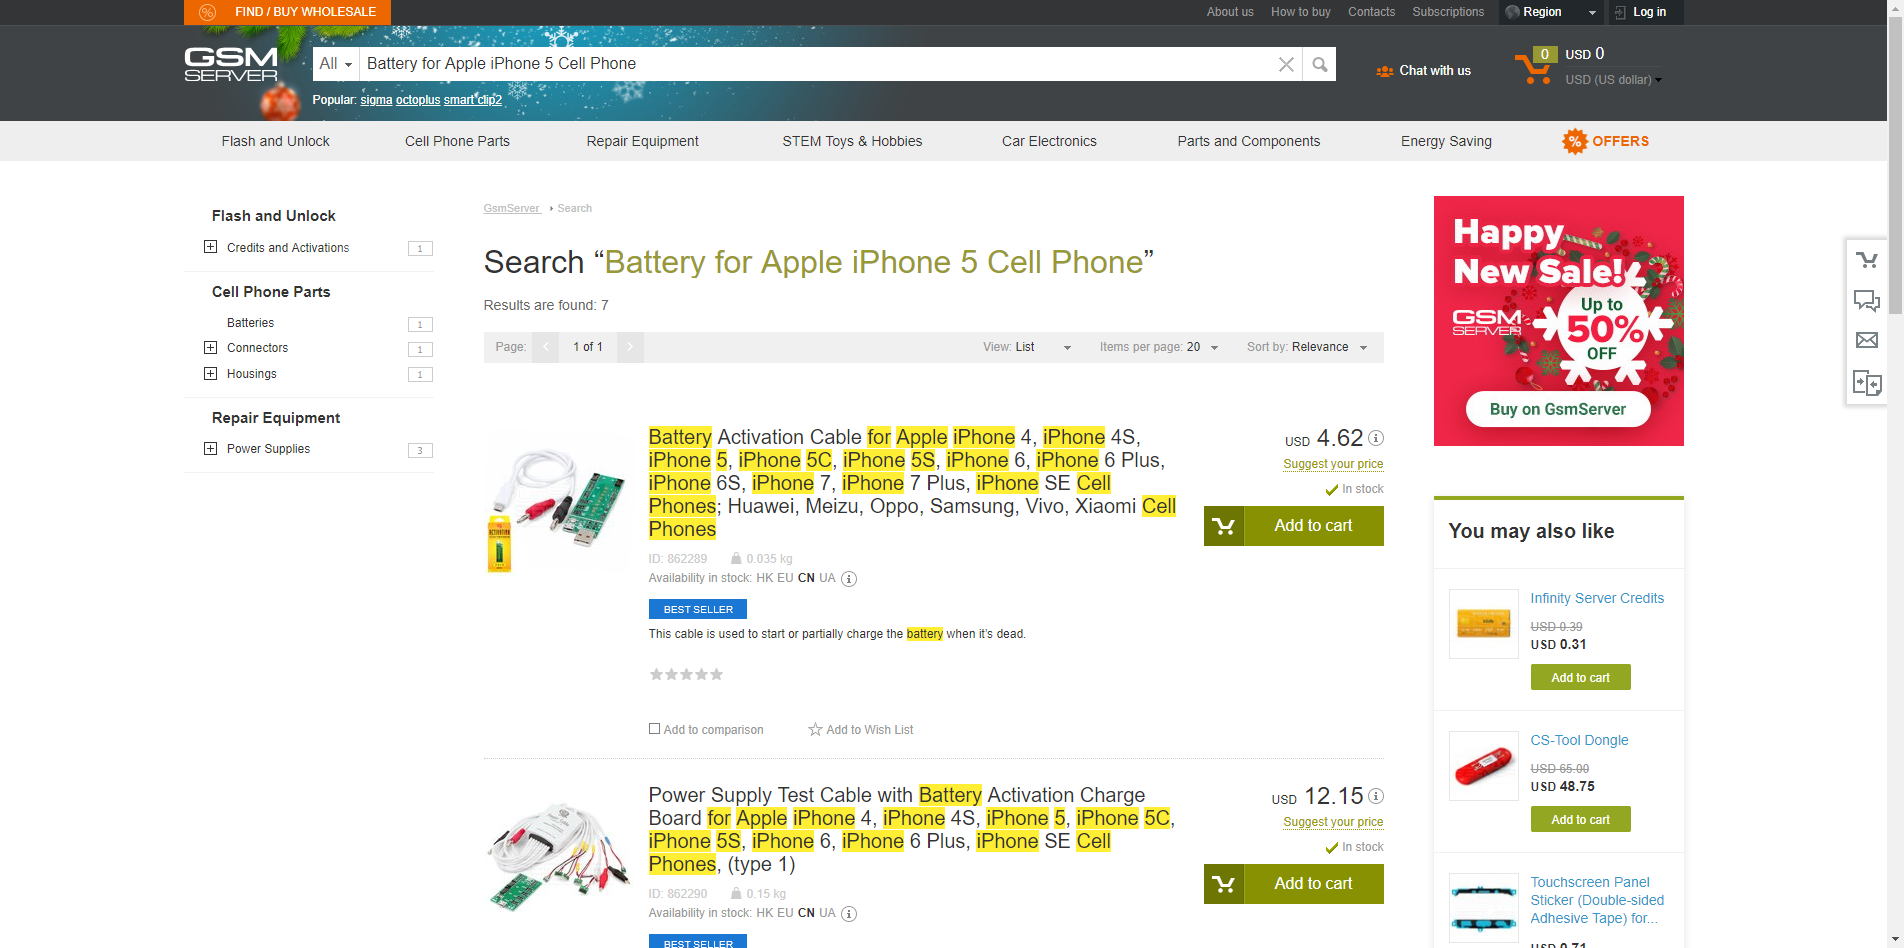 FIND / BUY WHOLESALE
About us
How to buy
Contacts
Subscriptions
Region
Log in
GSM
SERVER
All
Battery for Apple iPhone 5 Cell Phone
Popular: sigma octoplus smart clip2
Chat with us
0
USD 0
USD (US dollar)
Flash and Unlock
Cell Phone Parts
Repair Equipment
STEM Toys & Hobbies
Car Electronics
Parts and Components
Energy Saving
% OFFERS
Flash and Unlock
Credits and Activations 1
Cell Phone Parts
Batteries 1
Connectors 1
Housings 1
Repair Equipment
Power Supplies 3
GsmServer Search
Search “Battery for Apple iPhone 5 Cell Phone”
Results are found: 7
Page: 1 of 1
View: List
Items per page: 20
Sort by: Relevance
Battery Activation Cable for Apple iPhone 4, iPhone 4S,
iPhone 5, iPhone 5C, iPhone 5S, iPhone 6, iPhone 6 Plus,
iPhone 6S, iPhone 7, iPhone 7 Plus, iPhone SE Cell
Phones; Huawei, Meizu, Oppo, Samsung, Vivo, Xiaomi Cell
Phones
ID: 862289 0.035 kg
Availability in stock: HK EU CN UA
BEST SELLER
This cable is used to start or partially charge the battery when it's dead.
Add to comparison
Add to Wish List
USD 4.62
Suggest your price
In stock
Add to cart
Power Supply Test Cable with Battery Activation Charge
Board for Apple iPhone 4, iPhone 4S, iPhone 5, iPhone 5C,
iPhone 5S, iPhone 6, iPhone 6 Plus, iPhone SE Cell
Phones, (type 1)
ID: 862290 0.15 kg
Availability in stock: HK EU CN UA
BEST SELLER
USD 12.15
Suggest your price
In stock
Add to cart
Happy
New Sale!
GSM
SERVER
Up to
50%
OFF
Buy on GsmServer
You may also like
Infinity Server Credits
USD 0.39
USD 0.31
Add to cart
CS-Tool Dongle
USD 65.00
USD 48.75
Add to cart
Touchscreen Panel
Sticker (Double-sided
Adhesive Tape) for...
USD 0.71